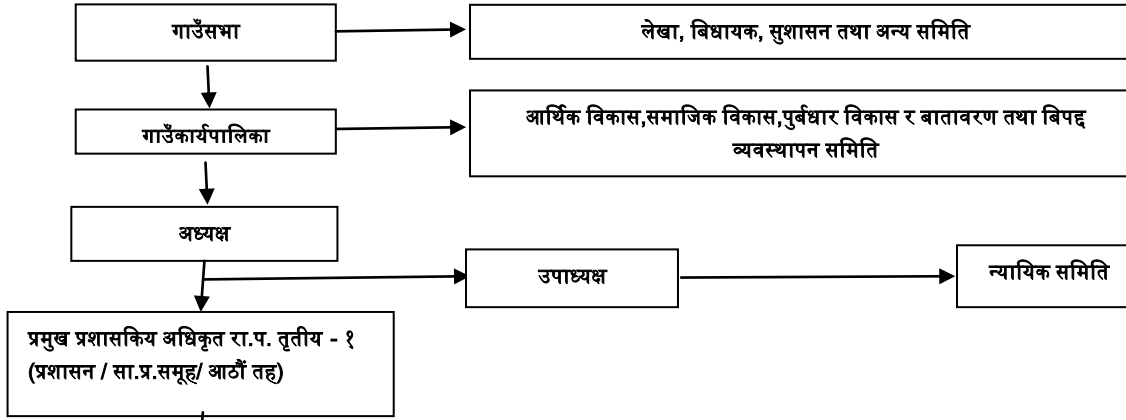 गाउँसभा
लेखा, बिधायक, सुशासन तथा अन्य समिति
गाउँकार्यपालिका
आर्थिक विकास,समाजिक विकास,पुर्बधार विकास र बातावरण तथा बिपद्द
व्यवस्थापन समिति
अध्यक्ष
उपाध्यक्ष
न्यायिक समिति
प्रमुख प्रशासकिय अधिकृत रा.प. तृतीय - १
(प्रशासन / सा.प्र.समूह/ आठौं तह)